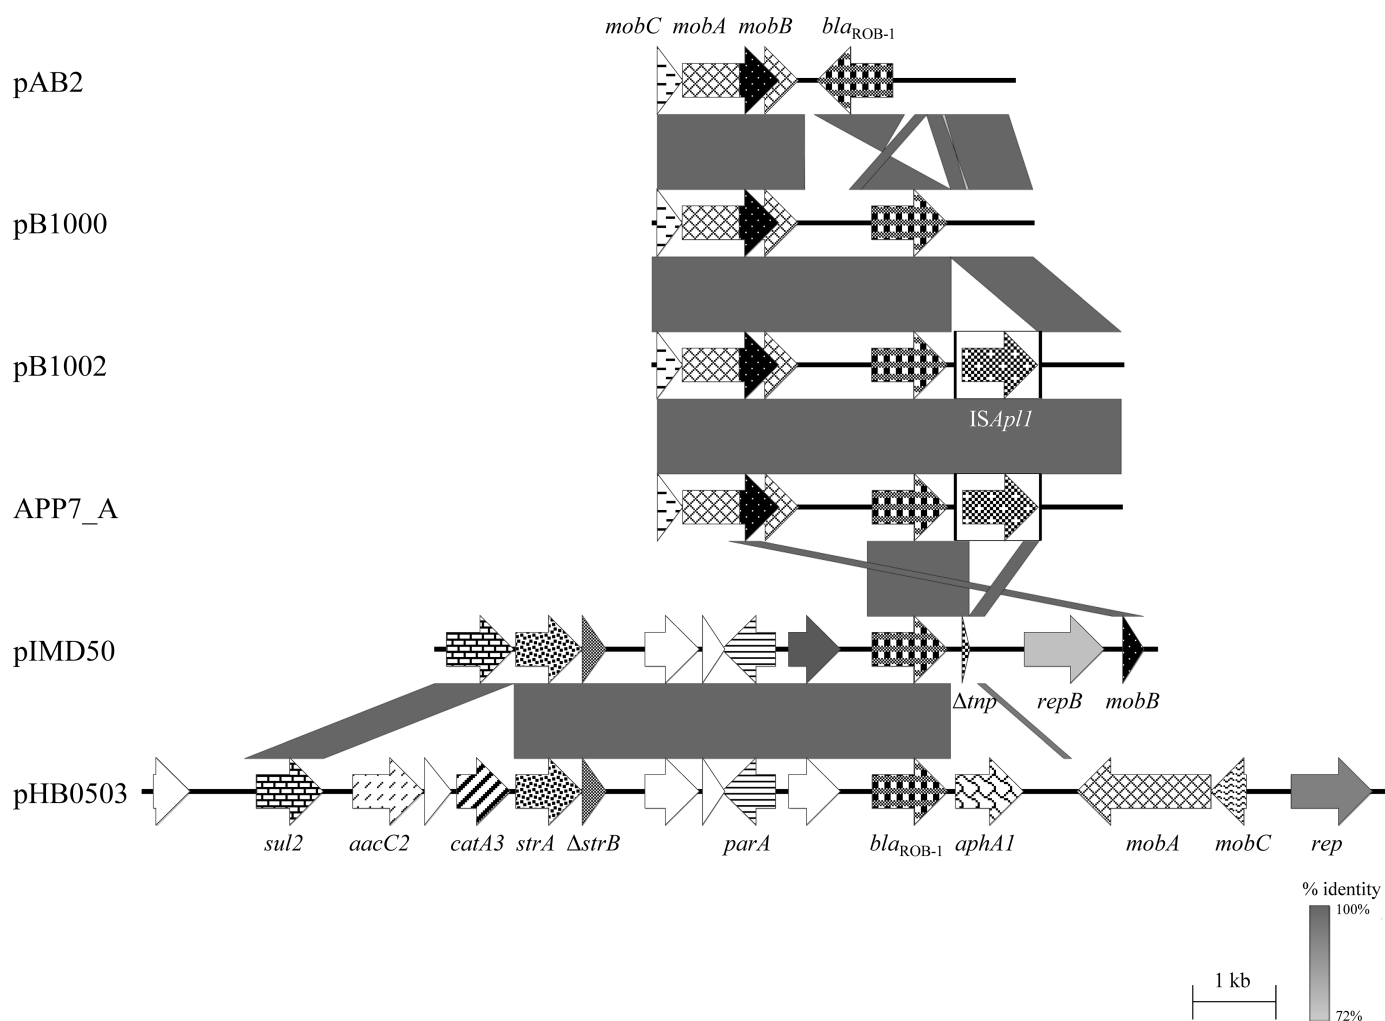 mobC mobA mobB blaROB-1
pAB2
pB1000
pB1002
ISApl1
APP7_A
pIMD50
Δtnp repB mobB
pHB0503
sul2 aacC2 catA3 strA ΔstrB parA blaROB-1 aphA1 mobA mobC rep
% identity
100%
1 kb
72%